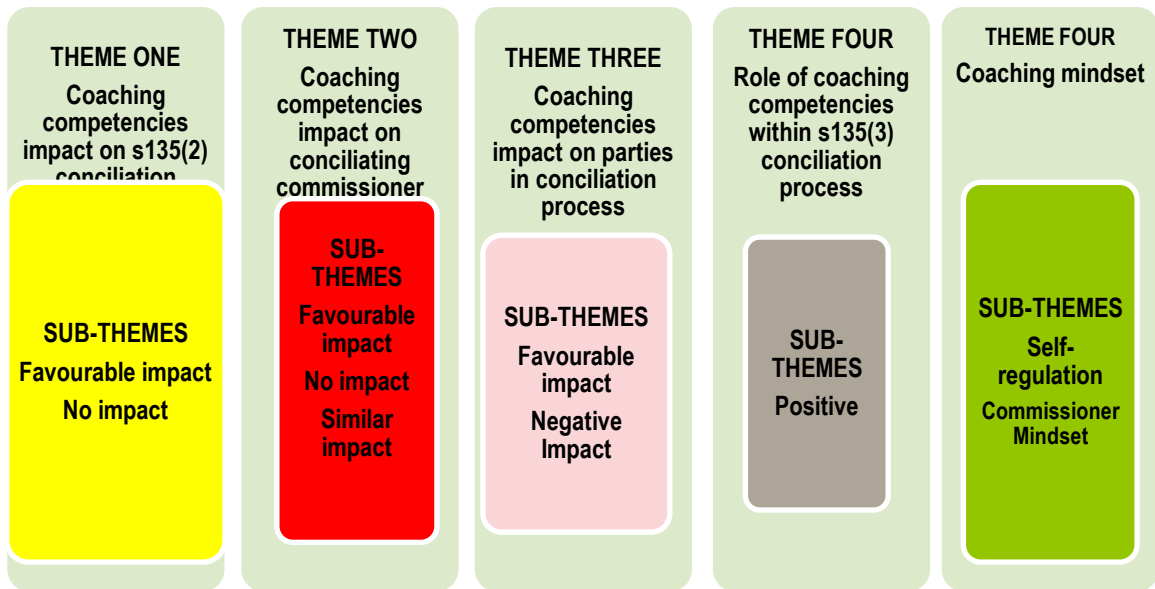 THEME ONE
Coaching
competencies
impact on s135(2)
conciliation
SUB-THEMES
Favourable impact
No impact
THEME TWO
Coaching
competencies
impact on
conciliating
commissioner
SUB-
THEMES
Favourable
impact
No impact
Similar
impact
THEME THREE
Coaching
competencies
impact on parties
in conciliation
process
SUB-THEMES
Favourable
impact
Negative
Impact
THEME FOUR
Role of coaching
competencies
within s135(3)
conciliation
process
SUB-
THEMES
Positive
THEME FOUR
Coaching mindset
SUB-THEMES
Self-
regulation
Commissioner
Mindset